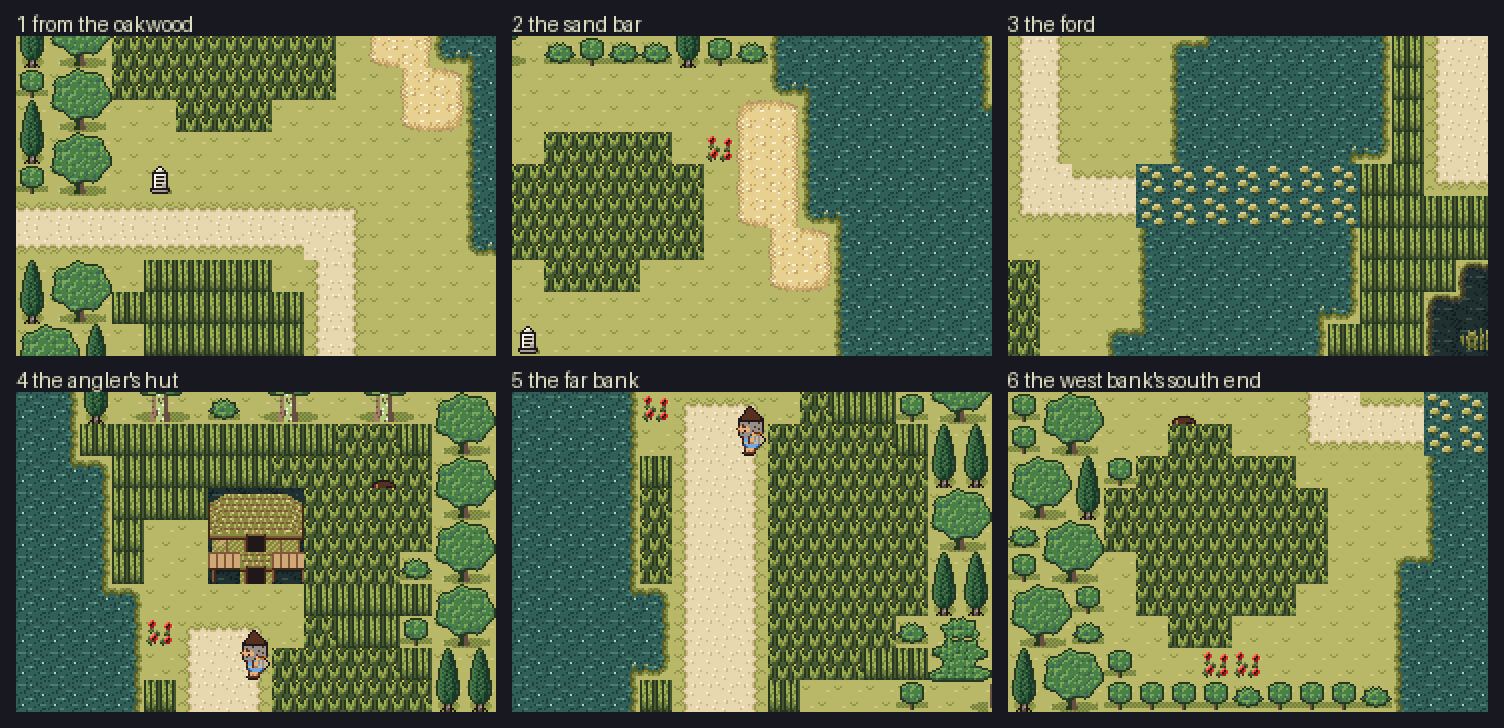 1 from the oakwood
2 the sand bar
3 the ford
4 the angler's hut
5 the far bank
6 the west bank's south end